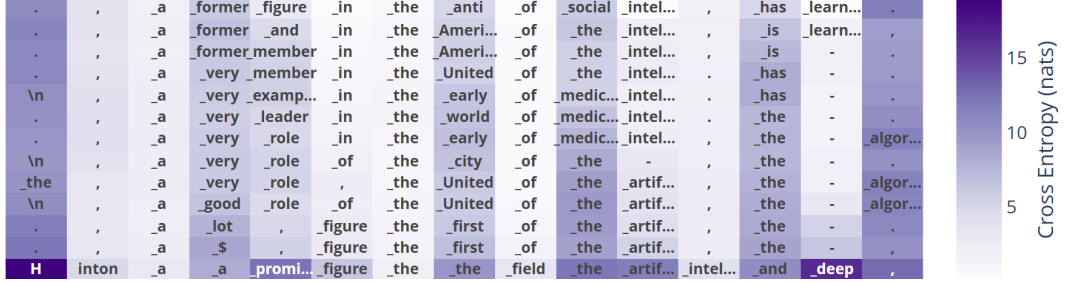 . , _a _former _figure _in _the _anti _of _social _intel... , _has _learn... .
. , _a _former _and _in _the _Ameri... _of _the _intel... , _is _learn... ,
. , _a _former _member _in _the _Ameri... _of _the _intel... , _is - .
. , _a _very _member _in _the _United _of _the _intel... . _has - .
\n , _a _very _examp... _in _the _early _of _medic... _intel... . _has - .
. , _a _very _leader _in _the _world _of _medic... _intel... , _the - .
. , _a _very _role _in _the _early _of _medic... _intel... , _the - _algor...
\n , _a _very _role _of _the _city _of _the - , _the - .
_the , _a _very _role , _the _United _of _the _artif... , _the - _algor...
\n , _a _good _role _of _the _United _of _the _artif... , _the - _algor...
. , _a _lot , _figure _the _first _of _the _artif... , _the - .
. , _a _$ , _figure _the _first _of _the _artif... , _the - ,
H inton _a _a _promi... _figure _the _the _field _the _artif... _intel... _and _deep ,
15
10
5
Cross Entropy (nats)